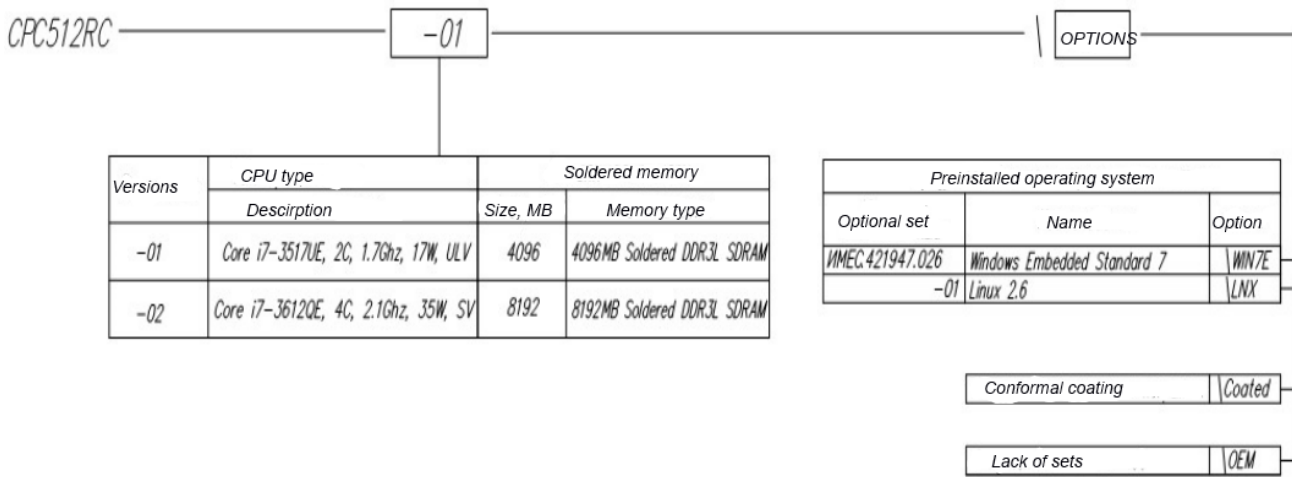 CPC512RC -01 \ OPTIONS
Versions CPU type Soldered memory
Descirption Size, MB Memory type
-01 Core i7-3517UE, 2C, 1.7Ghz, 17W, ULV 4096 4096MB Soldered DDR3L SDRAM
-02 Core i7-3612QE, 4C, 2.1Ghz, 35W, SV 8192 8192MB Soldered DDR3L SDRAM
Preinstalled operating system
Optional set Name Option
ИМЕС.421947.026 Windows Embedded Standard 7 \WIN7E
-01 Linux 2.6 \LNX
Conformal coating \Coated
Lack of sets \OEM